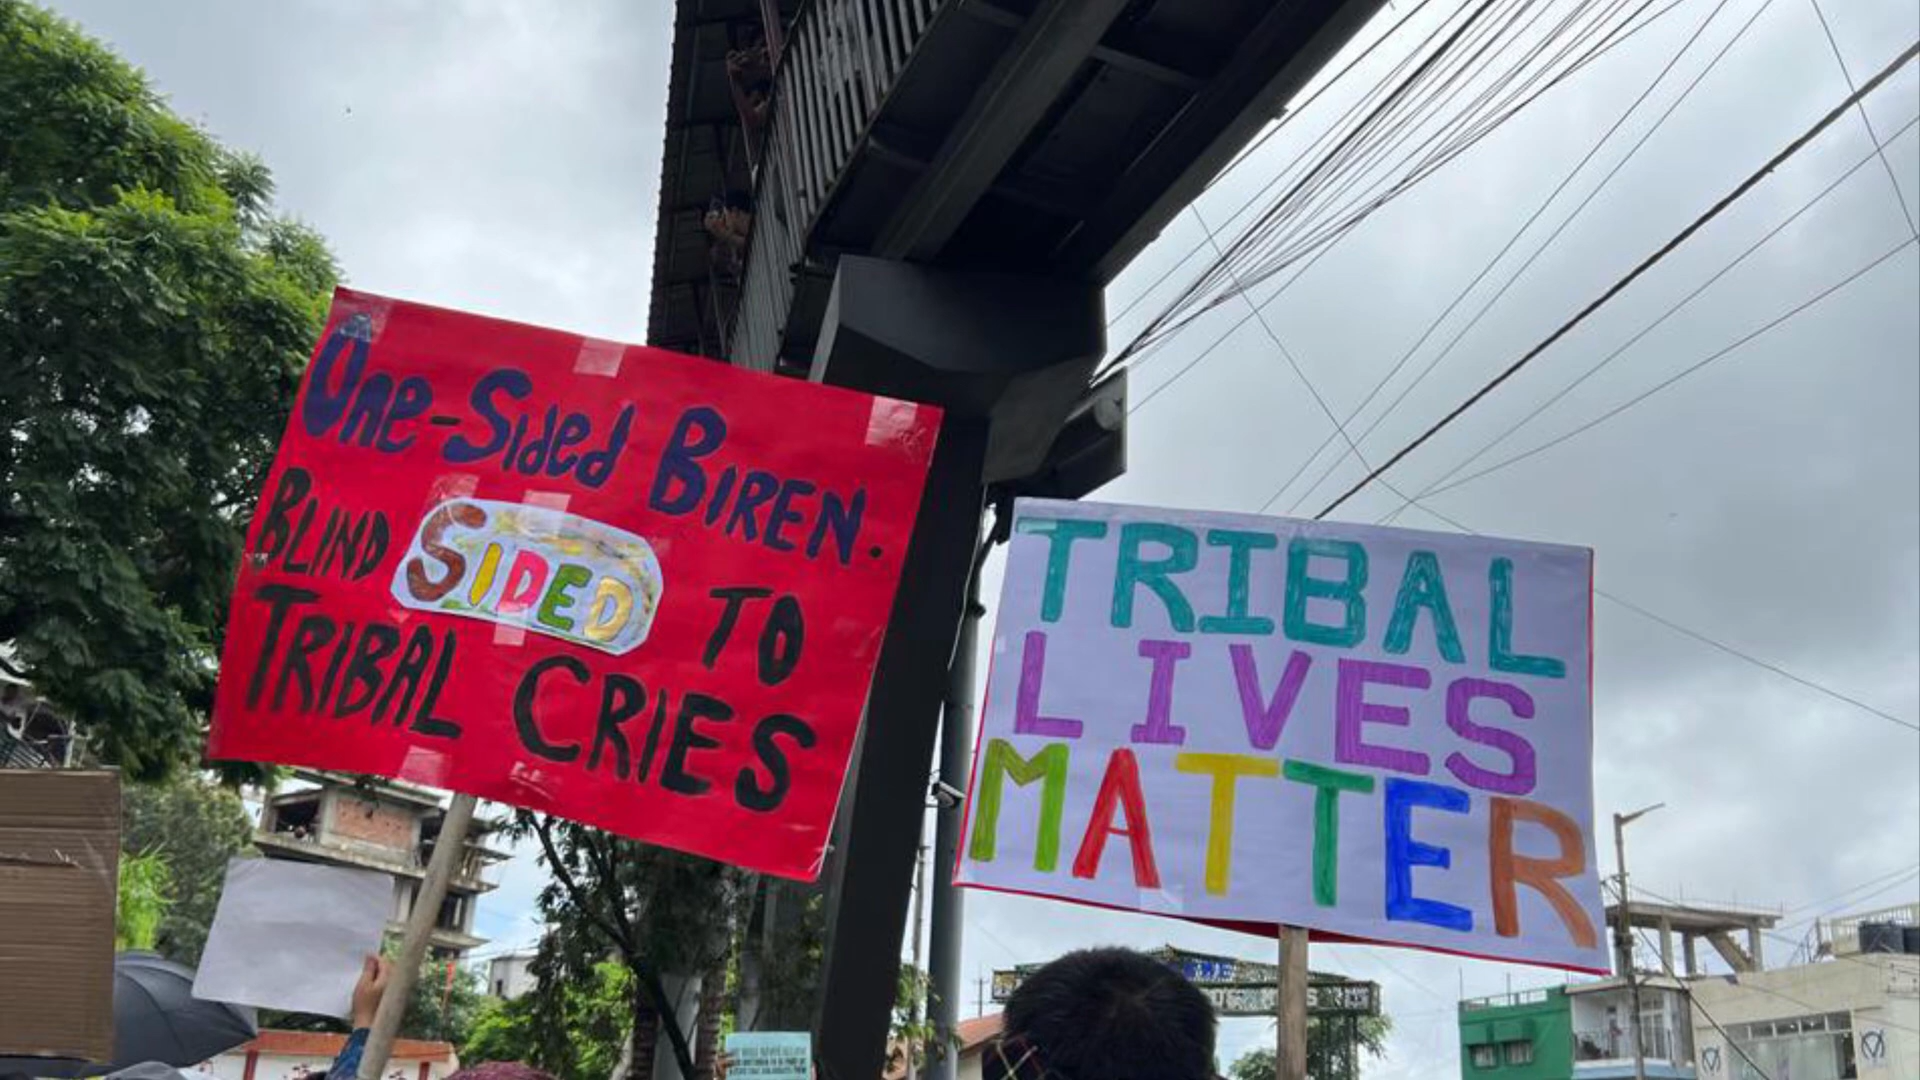 One-Sided BIREN.
BLIND SIDED TO
TRIBAL CRIES
TRIBAL
LIVES
MATTER